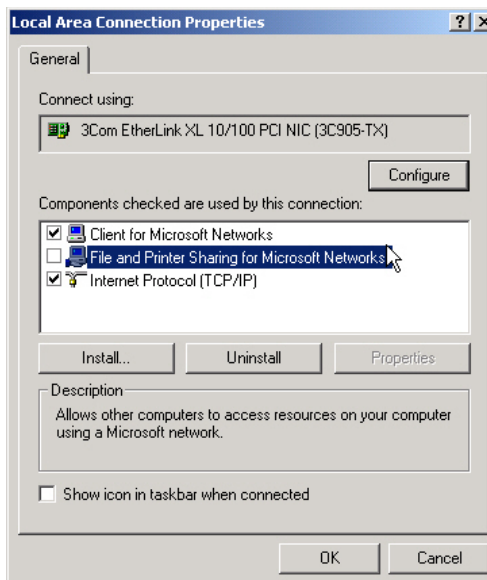 Local Area Connection Properties
General
Connect using:
3Com EtherLink XL 10/100 PCI NIC (3C905-TX)
Configure
Components checked are used by this connection:
Client for Microsoft Networks
File and Printer Sharing for Microsoft Networks
Internet Protocol (TCP/IP)
Install... Uninstall Properties
Description
Allows other computers to access resources on your computer
using a Microsoft network.
Show icon in taskbar when connected
OK Cancel